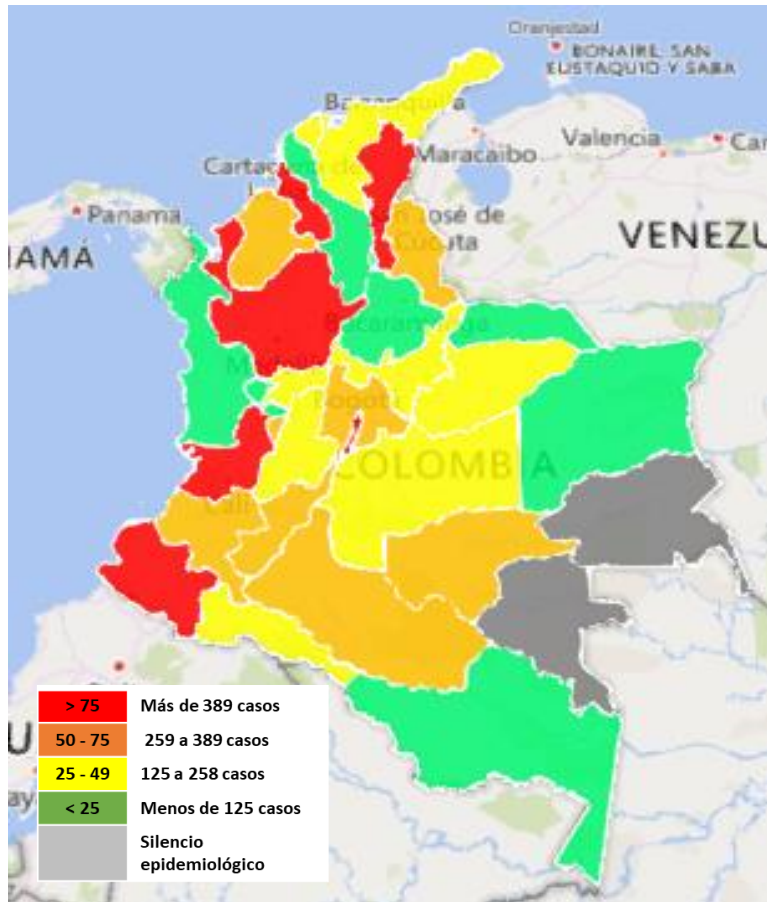 Oranjestad
BONAIRE, SAN
EUSTAQUIO Y SABA
Barranquilla
Valencia
Maracaibo
Cartagena de
Panama
San José de
Cúcuta
VENEZU
AMÁ
Bucaramanga
Bogotá
COLOMBIA
Cali
> 75 Más de 389 casos
50 - 75 259 a 389 casos
25 - 49 125 a 258 casos
< 25 Menos de 125 casos
Silencio
epidemiológico